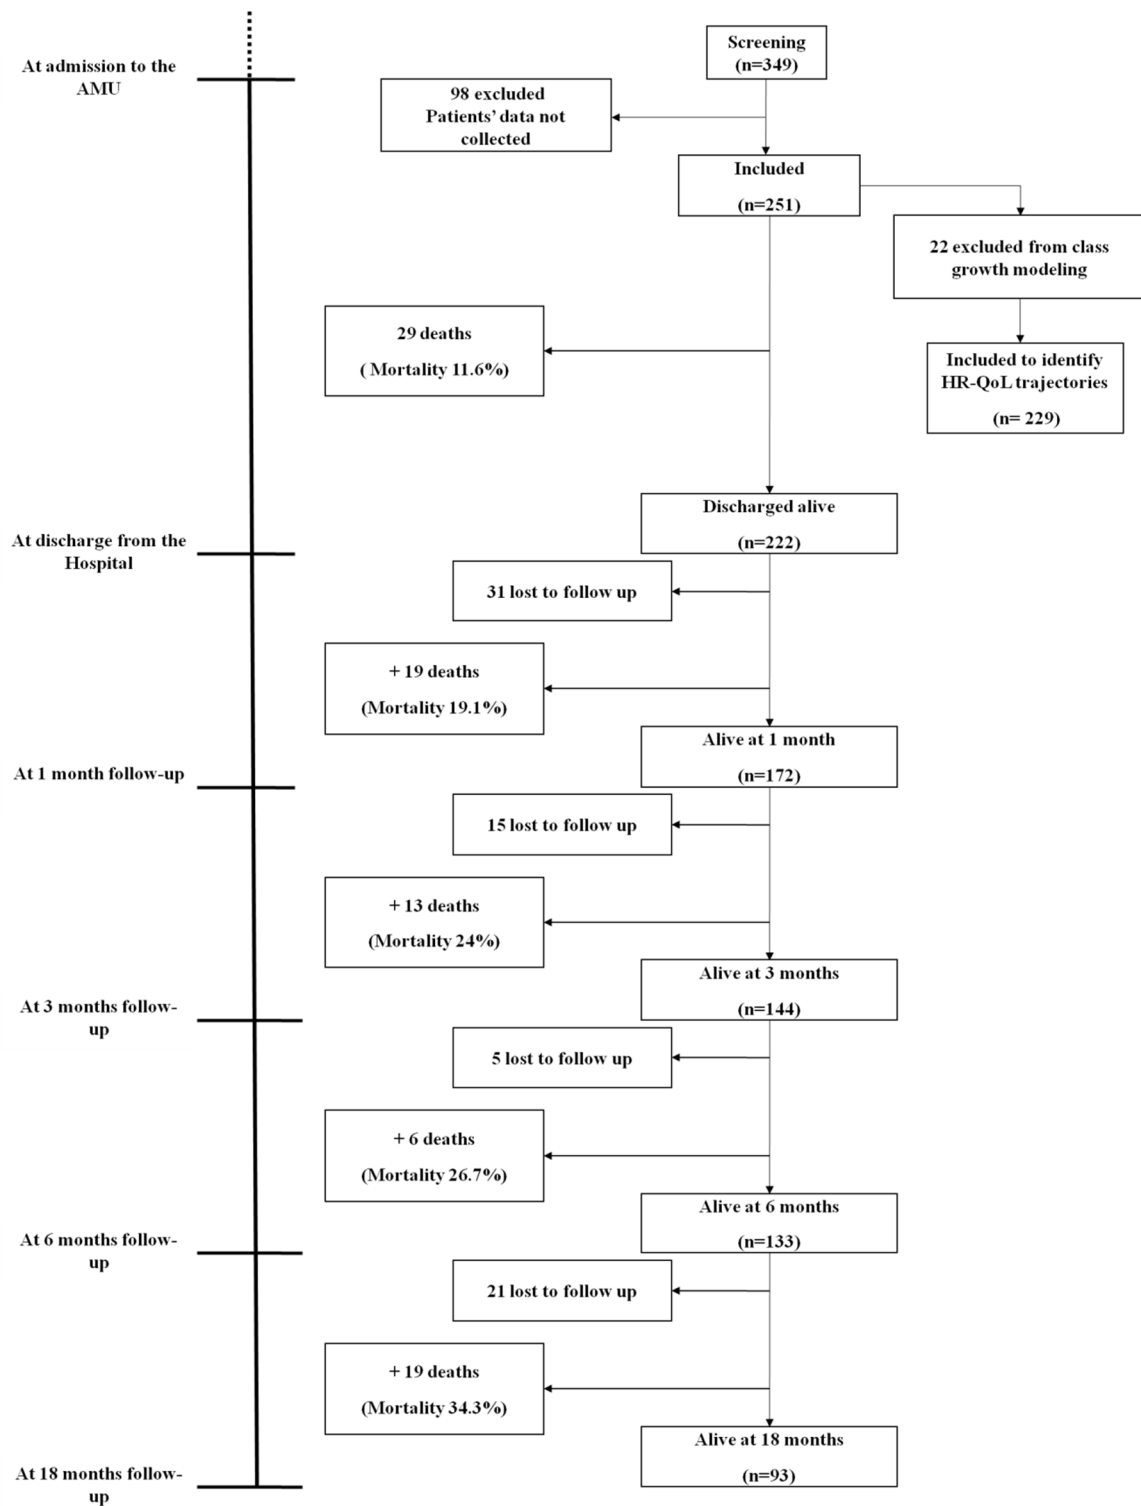 Screening
(n=349)
At admission to the
AMU
98 excluded
Patients’ data not
collected
Included
(n=251)
22 excluded from class
growth modeling
29 deaths
( Mortality 11.6%)
Included to identify
HR-QoL trajectories
(n= 229)
Discharged alive
(n=222)
At discharge from the
Hospital
31 lost to follow up
+ 19 deaths
(Mortality 19.1%)
Alive at 1 month
(n=172)
At 1 month follow-up
15 lost to follow up
+ 13 deaths
(Mortality 24%)
Alive at 3 months
(n=144)
At 3 months follow-
up
5 lost to follow up
+ 6 deaths
(Mortality 26.7%)
Alive at 6 months
(n=133)
At 6 months follow-
up
21 lost to follow up
+ 19 deaths
(Mortality 34.3%)
Alive at 18 months
(n=93)
At 18 months follow-
up